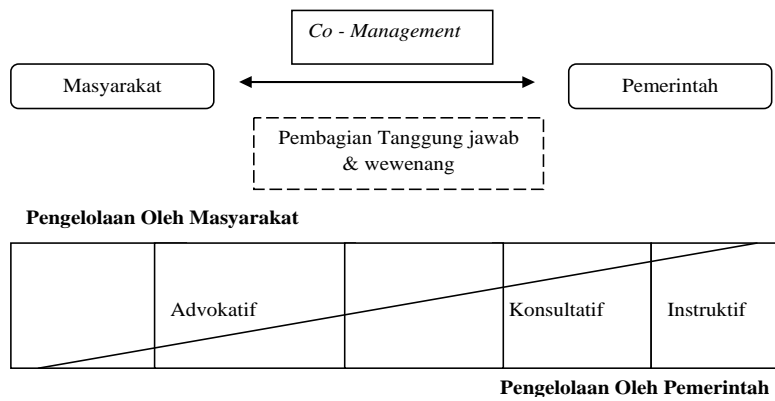 Co - Management
Masyarakat
Pemerintah
Pembagian Tanggung jawab
& wewenang
Pengelolaan Oleh Masyarakat
Advokatif
Konsultatif
Instruktif
Pengelolaan Oleh Pemerintah